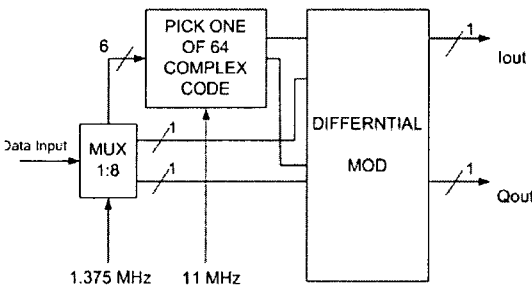 6
PICK ONE
OF 64
COMPLEX
CODE
1
Iout
Data Input
MUX
1:8
1
1
DIFFERNTIAL
MOD
1
Qout
1.375 MHz
11 MHz